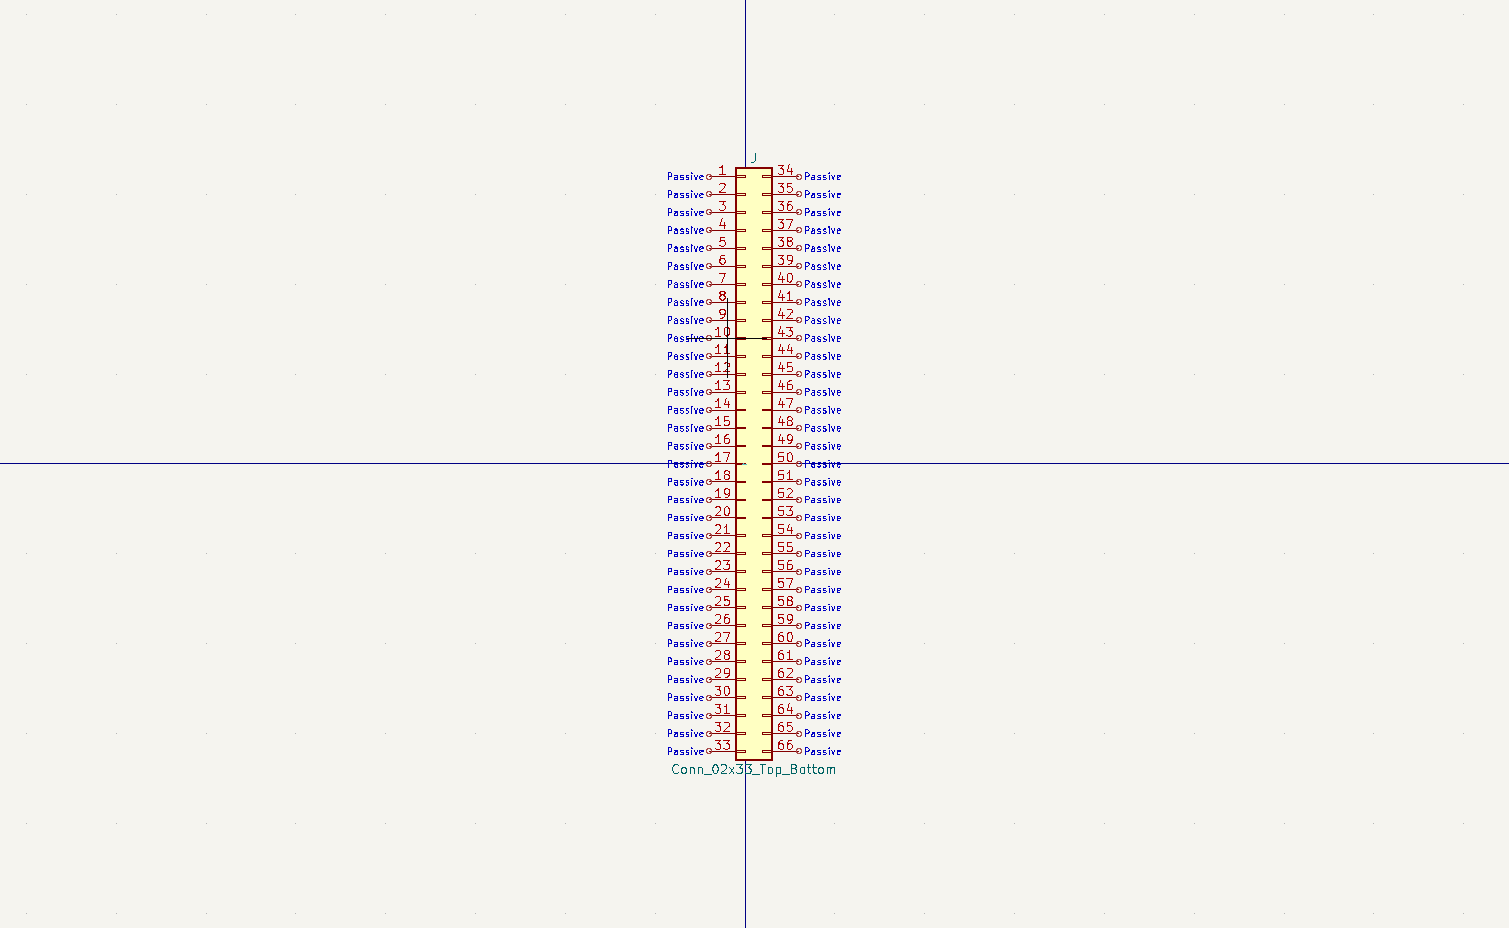 J
Passive 1 34 Passive
Passive 2 35 Passive
Passive 3 36 Passive
Passive 4 37 Passive
Passive 5 38 Passive
Passive 6 39 Passive
Passive 7 40 Passive
Passive 8 41 Passive
Passive 9 42 Passive
Passive 10 43 Passive
Passive 11 44 Passive
Passive 12 45 Passive
Passive 13 46 Passive
Passive 14 47 Passive
Passive 15 48 Passive
Passive 16 49 Passive
Passive 17 50 Passive
Passive 18 51 Passive
Passive 19 52 Passive
Passive 20 53 Passive
Passive 21 54 Passive
Passive 22 55 Passive
Passive 23 56 Passive
Passive 24 57 Passive
Passive 25 58 Passive
Passive 26 59 Passive
Passive 27 60 Passive
Passive 28 61 Passive
Passive 29 62 Passive
Passive 30 63 Passive
Passive 31 64 Passive
Passive 32 65 Passive
Passive 33 66 Passive
Conn_02x33_Top_Bottom